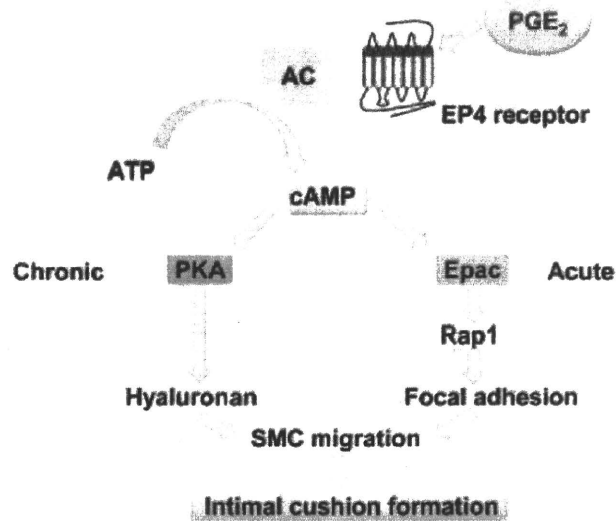 PGE2
AC
EP4 receptor
ATP
cAMP
Chronic
PKA
Epac
Acute
Rap1
Hyaluronan
Focal adhesion
SMC migration
Intimal cushion formation